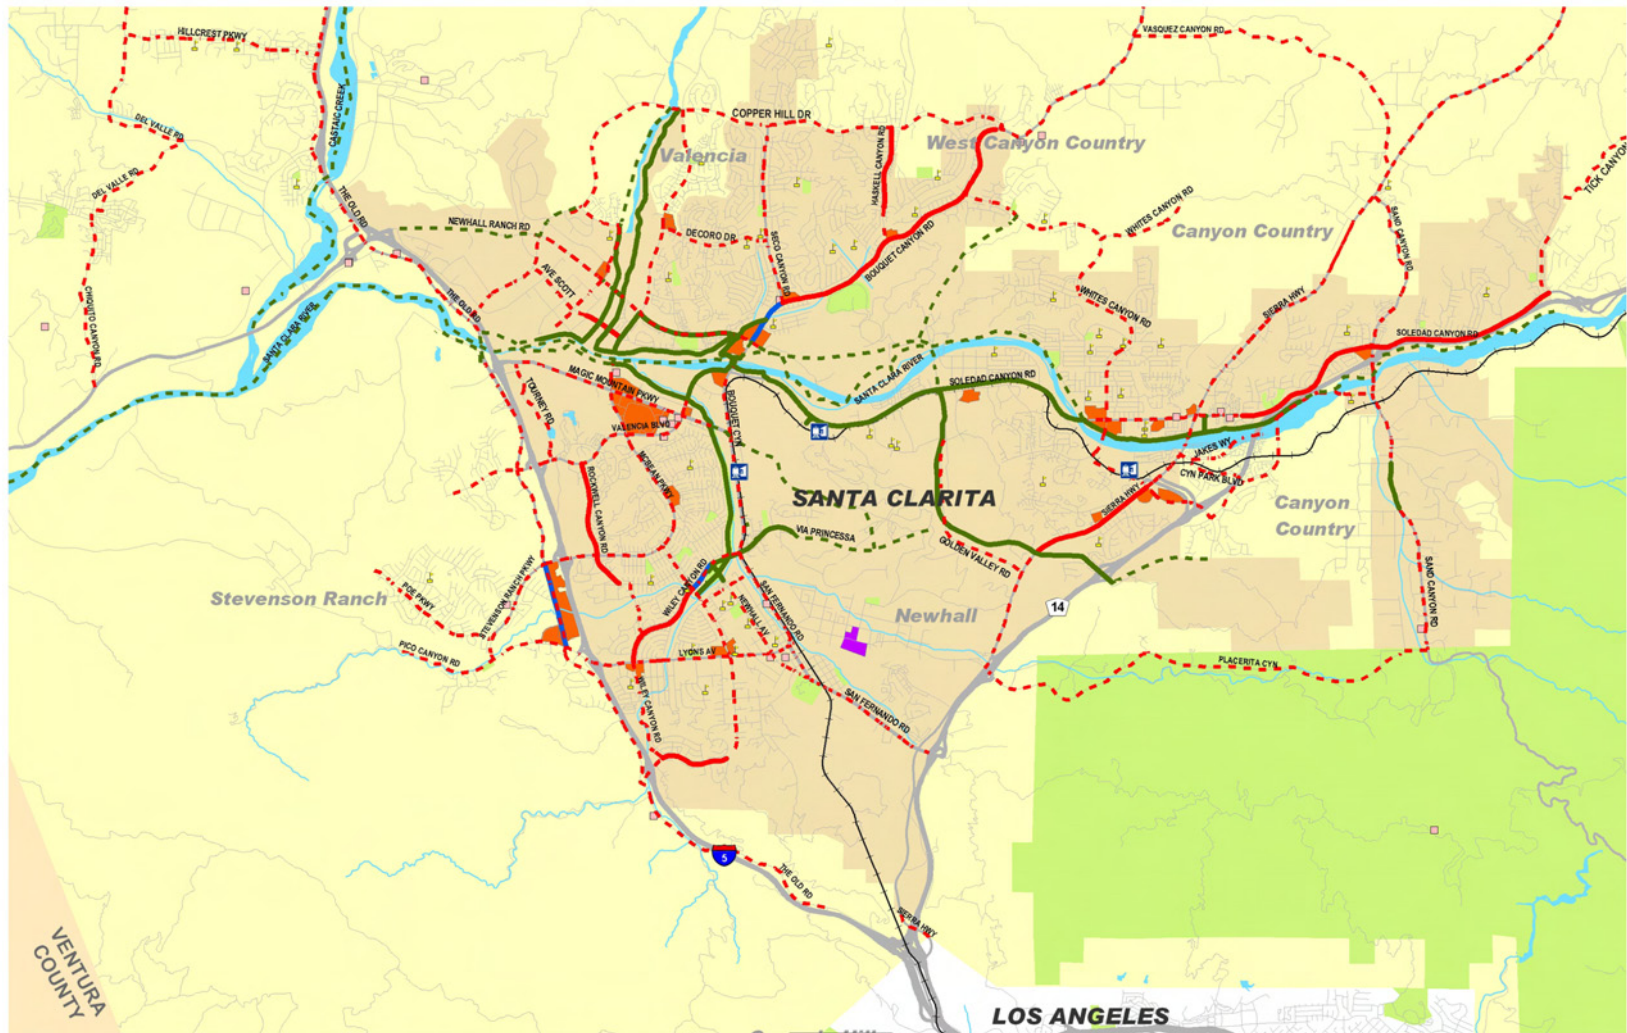 HILLCREST PKWY
VASQUEZ CANYON RD
CASTAIC CREEK
DEL VALLE RD
COPPER HILL DR
Valencia
West Canyon Country
HASKELL CANYON RD
TICK CANYON
DEL VALLE RD
THE OLD RD
NEWHALL RANCH RD
DECORO DR
SECO CANYON RD
BOUQUET CANYON RD
WHITES CANYON RD
Canyon Country
SAND CANYON RD
AVE SCOTT
CHIQUITO CANYON RD
THE OLD RD
SANTA CLARA RIVER
WHITES CANYON RD
SIERRA HWY
SOLEDAD CANYON RD
MAGIC MOUNTAIN PKWY
TOURNEY RD
BOUQUET CYN
SANTA CLARA RIVER
SOLEDAD CANYON RD
VALENCIA BLVD
MCBEAN PKWY
ROCKWELL CANYON RD
JAKES WY
CYN PARK BLVD
SANTA CLARITA
SIERRA HWY
Canyon
Country
VIA PRINCESSA
GOLDEN VALLEY RD
POE PKWY
STEVENSON RANCH PKWY
Stevenson Ranch
WILEY CANYON RD
NEWHALL AV
SAN FERNANDO RD
Newhall
14
SAND CANYON RD
PICO CANYON RD
LYONS AV
PLACERITA CYN
WILEY CANYON RD
SAN FERNANDO RD
5
THE OLD RD
SIERRA HWY
VENTURA
COUNTY
LOS ANGELES